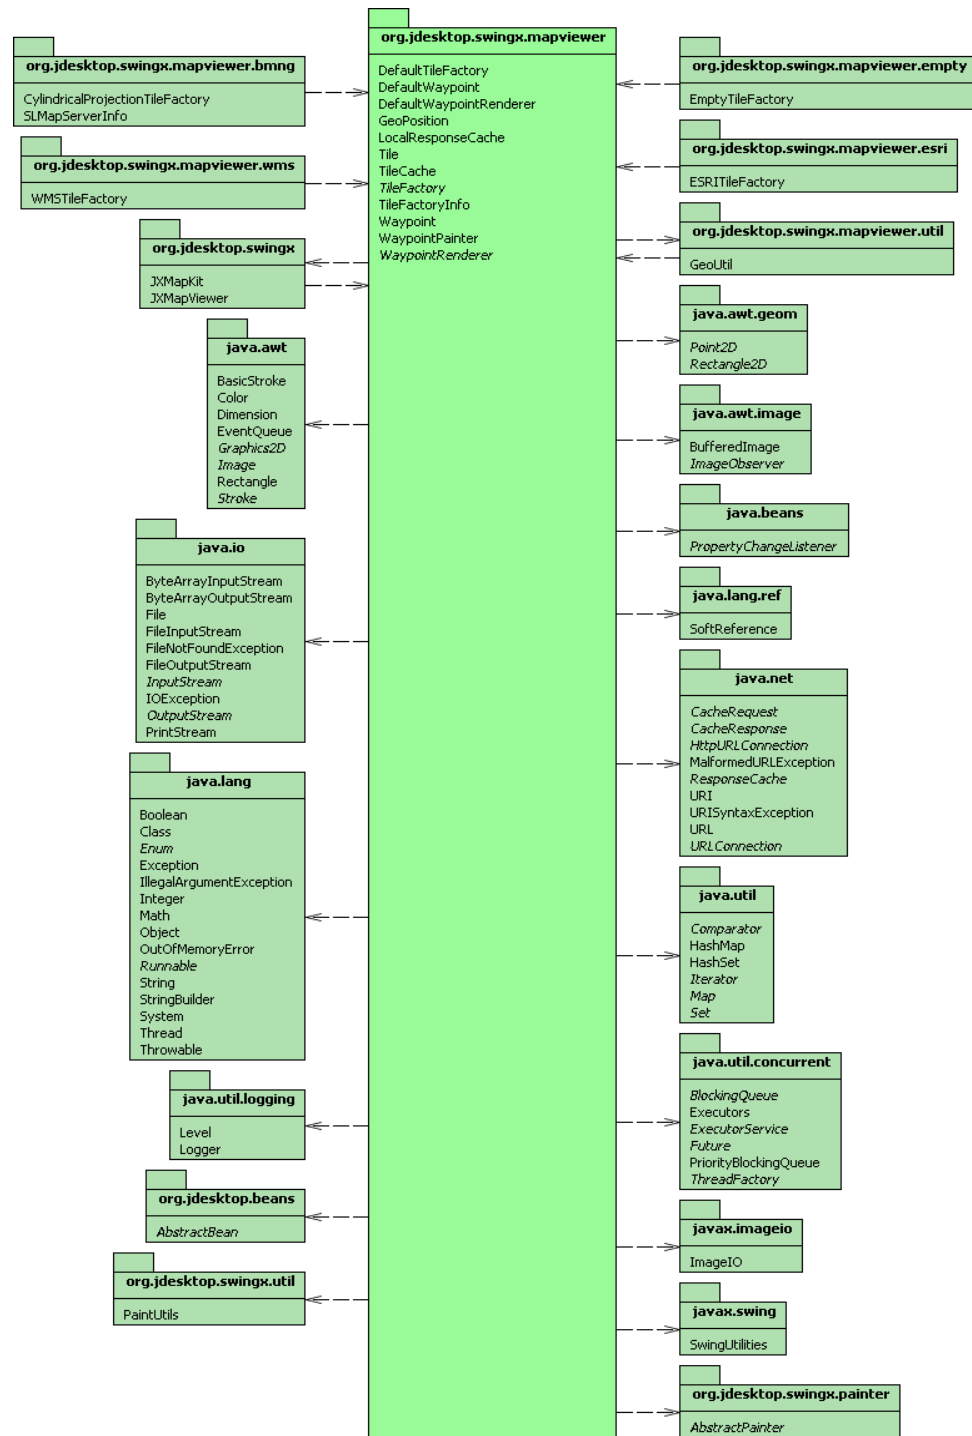 org.jdesktop.swingx.mapviewer.bmng
CylindricalProjectionTileFactory
SLMapServerInfo
org.jdesktop.swingx.mapviewer.wms
WMSTileFactory
org.jdesktop.swingx
JXMapKit
JXMapViewer
java.awt
BasicStroke
Color
Dimension
EventQueue
Graphics2D
Image
Rectangle
Stroke
java.io
ByteArrayInputStream
ByteArrayOutputStream
File
FileInputStream
FileNotFoundException
FileOutputStream
InputStream
IOException
OutputStream
PrintStream
java.lang
Boolean
Class
Enum
Exception
IllegalArgumentException
Integer
Math
Object
OutOfMemoryError
Runnable
String
StringBuilder
System
Thread
Throwable
java.util.logging
Level
Logger
org.jdesktop.beans
AbstractBean
org.jdesktop.swingx.util
PaintUtils
org.jdesktop.swingx.mapviewer
DefaultTileFactory
DefaultWaypoint
DefaultWaypointRenderer
GeoPosition
LocalResponseCache
Tile
TileCache
TileFactory
TileFactoryInfo
Waypoint
WaypointPainter
WaypointRenderer
org.jdesktop.swingx.mapviewer.empty
EmptyTileFactory
org.jdesktop.swingx.mapviewer.esri
ESRITileFactory
org.jdesktop.swingx.mapviewer.util
GeoUtil
java.awt.geom
Point2D
Rectangle2D
java.awt.image
BufferedImage
ImageObserver
java.beans
PropertyChangeListener
java.lang.ref
SoftReference
java.net
CacheRequest
CacheResponse
HttpURLConnection
MalformedURLException
ResponseCache
URI
URISyntaxException
URL
URLConnection
java.util
Comparator
HashMap
HashSet
Iterator
Map
Set
java.util.concurrent
BlockingQueue
Executors
ExecutorService
Future
PriorityBlockingQueue
ThreadFactory
javax.imageio
ImageIO
javax.swing
SwingUtilities
org.jdesktop.swingx.painter
AbstractPainter